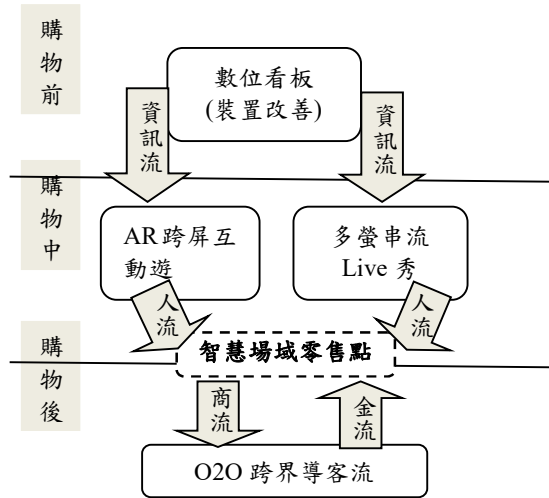 購物前
數位看板
(裝置改善)
資訊流
資訊流
購物中
AR 跨屏互
動遊
多螢串流
Live 秀
人流
人流
購物後
智慧場域零售點
商流
金流
O2O 跨界導客流